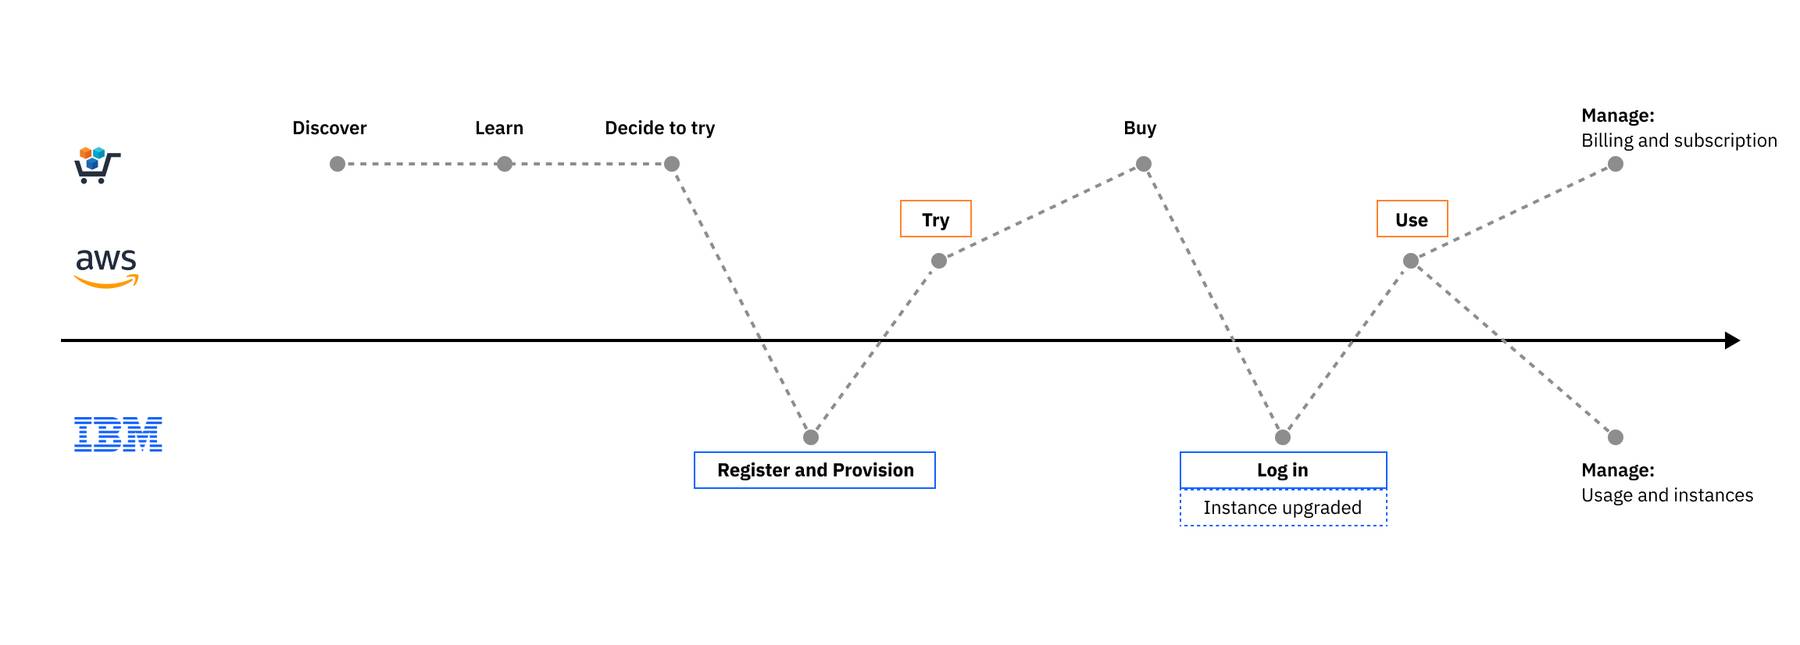 Discover
Learn
Decide to try
Buy
Manage:
Billing and subscription
Try
Use
aws
IBM
Register and Provision
Log in
Instance upgraded
Manage:
Usage and instances